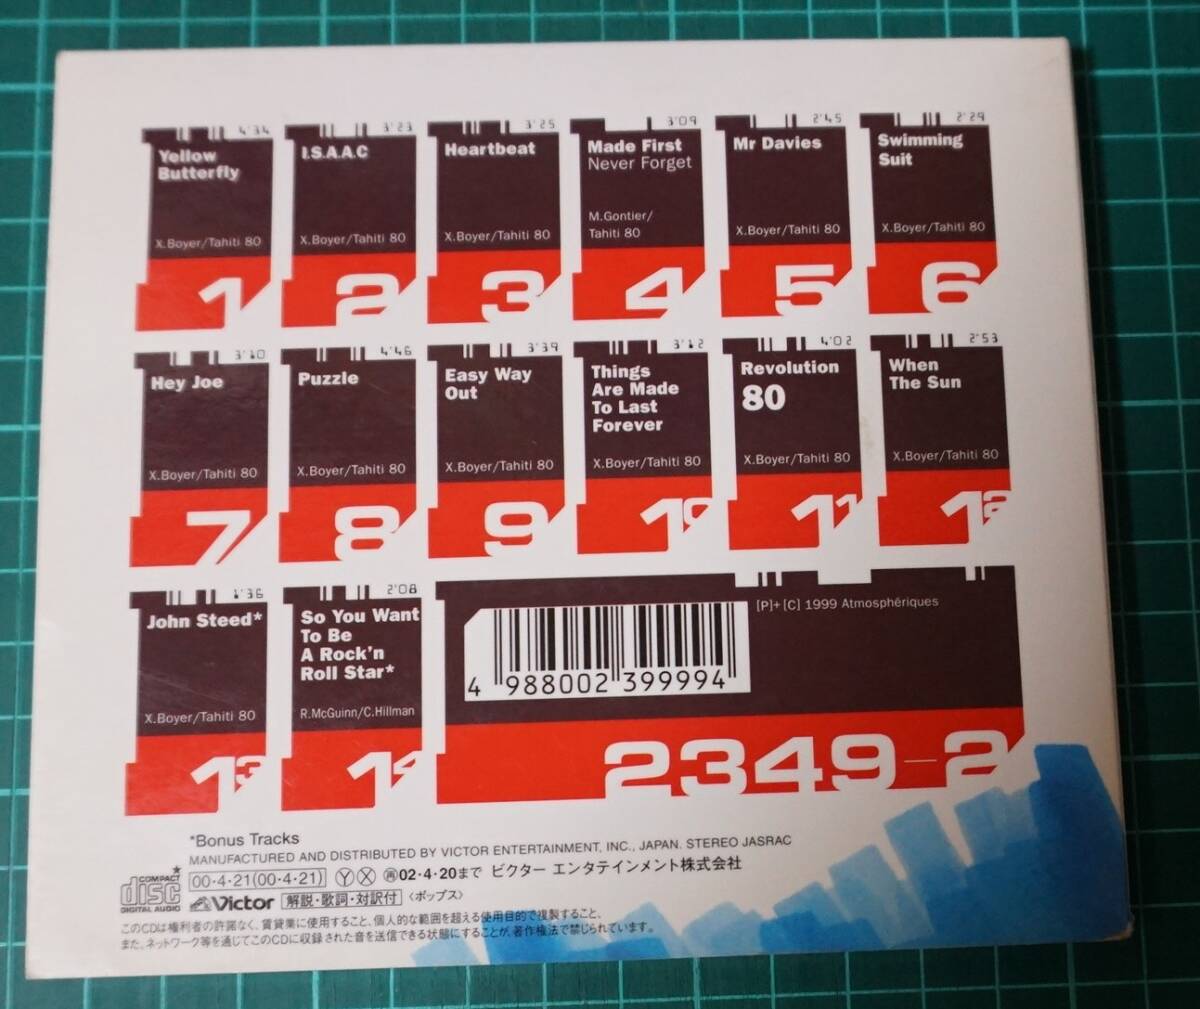 4'34
Yellow
Butterfly
X.Boyer/Tahiti 80
1
3'23
I.S.A.A.C
X.Boyer/Tahiti 80
2
3'25
Heartbeat
X.Boyer/Tahiti 80
3
3'09
Made First
Never Forget
M.Gontier/
Tahiti 80
4
2'45
Mr Davies
X.Boyer/Tahiti 80
5
2'29
Swimming
Suit
X.Boyer/Tahiti 80
6
3'10
Hey Joe
X.Boyer/Tahiti 80
7
4'46
Puzzle
X.Boyer/Tahiti 80
8
3'39
Easy Way
Out
X.Boyer/Tahiti 80
9
3'12
Things
Are Made
To Last
Forever
X.Boyer/Tahiti 80
10
4'02
Revolution
80
X.Boyer/Tahiti 80
11
2'53
When
The Sun
X.Boyer/Tahiti 80
12
1'36
John Steed*
X.Boyer/Tahiti 80
13
2'08
So You Want
To Be
A Rock'n
Roll Star*
R.McGuinn/C.Hillman
14
[P]+[C] 1999 Atmosphériques
4 988002 399994
2349-2
*Bonus Tracks
MANUFACTURED AND DISTRIBUTED BY VICTOR ENTERTAINMENT, INC., JAPAN. STEREO JASRAC
COMPACT disc DIGITAL AUDIO
00・4・21(00・4・21) Ⓨ Ⓧ ㊢02・4・20まで ビクター エンタテインメント株式会社
Victor 解説・歌詞・対訳付 〈ポップス〉
このCDは権利者の許諾なく、賃貸業に使用すること、個人的な範囲を超える使用目的で複製すること、
また、ネットワーク等を通じてこのCDに収録された音を送信できる状態にすることが、著作権法で禁じられています。